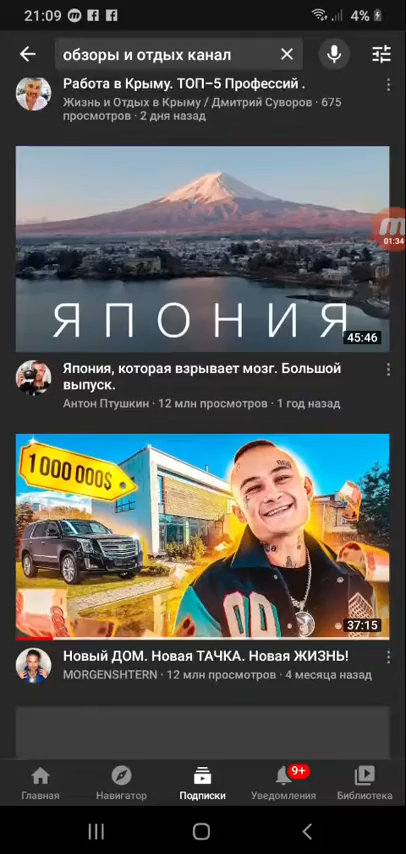 21:09
4%
обзоры и отдых канал
Работа в Крыму. ТОП–5 Профессий .
Жизнь и Отдых в Крыму / Дмитрий Суворов · 675
просмотров · 2 дня назад
01:34
ЯПОНИЯ
45:46
Япония, которая взрывает мозг. Большой
выпуск.
Антон Птушкин · 12 млн просмотров · 1 год назад
1 000 000$
37:15
Новый ДОМ. Новая ТАЧКА. Новая ЖИЗНЬ!
MORGENSHTERN · 12 млн просмотров · 4 месяца назад
9+
Главная
Навигатор
Подписки
Уведомления
Библиотека